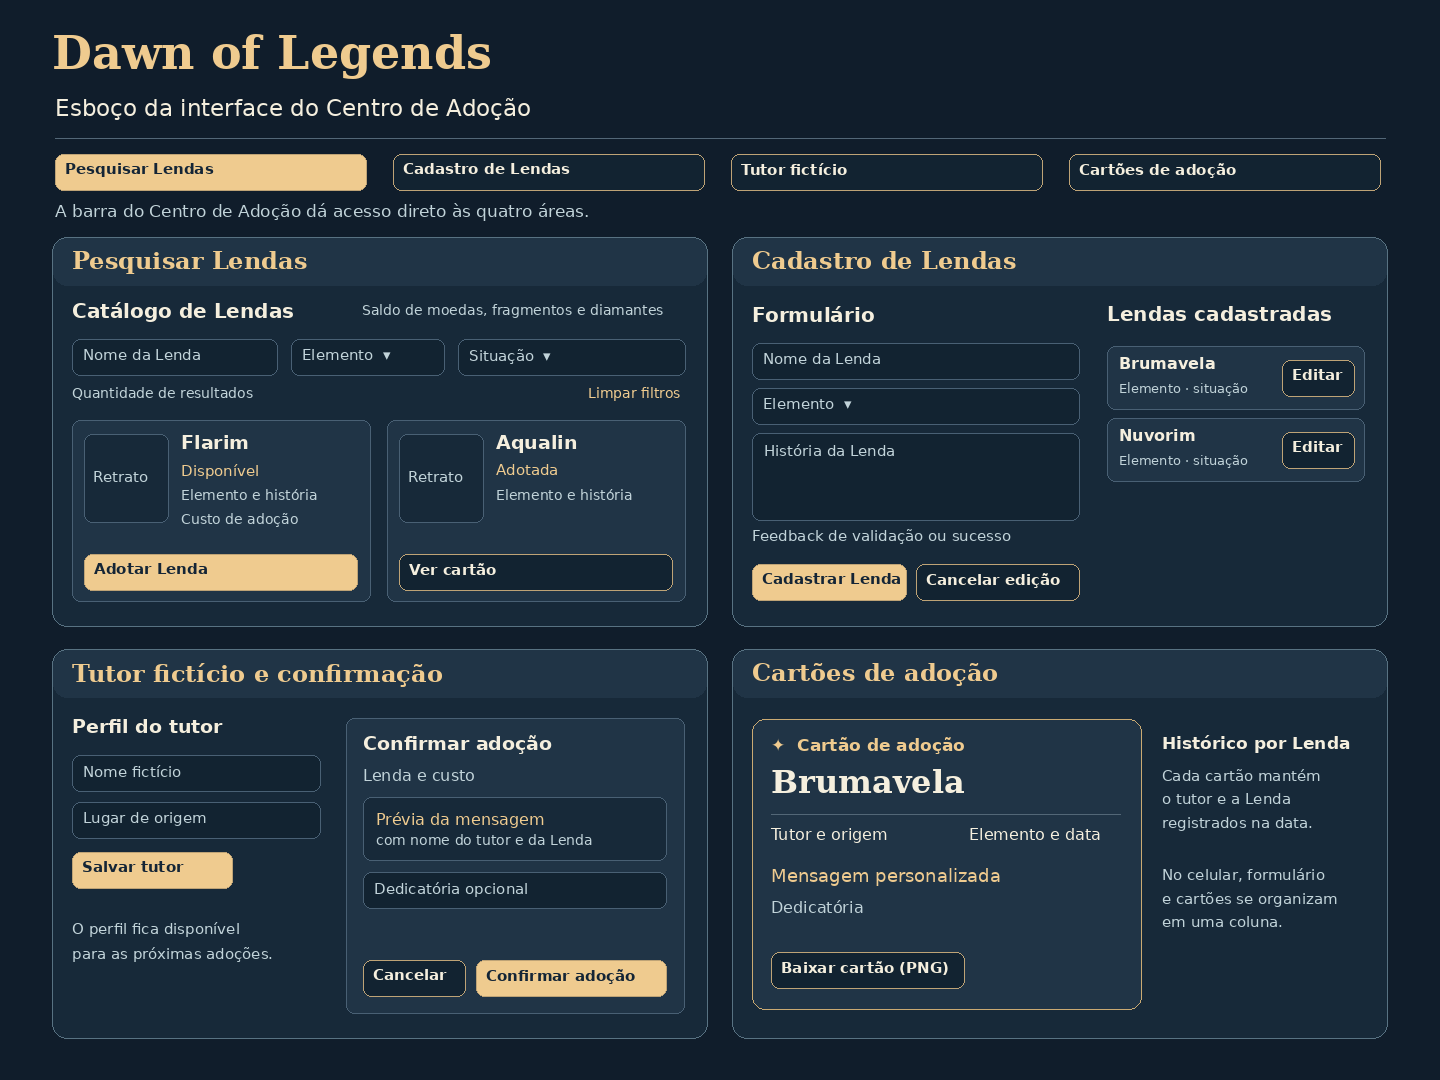 Dawn of Legends
Esboço da interface do Centro de Adoção
Pesquisar Lendas
Cadastro de Lendas
Tutor fictício
Cartões de adoção
A barra do Centro de Adoção dá acesso direto às quatro áreas.
Pesquisar Lendas
Catálogo de Lendas
Saldo de moedas, fragmentos e diamantes
Nome da Lenda
Elemento ▾
Situação ▾
Quantidade de resultados
Limpar filtros
Retrato
Flarim
Disponível
Elemento e história
Custo de adoção
Adotar Lenda
Retrato
Aqualin
Adotada
Elemento e história
Ver cartão
Cadastro de Lendas
Formulário
Nome da Lenda
Elemento ▾
História da Lenda
Feedback de validação ou sucesso
Cadastrar Lenda
Cancelar edição
Lendas cadastradas
Brumavela
Elemento · situação
Editar
Nuvorim
Elemento · situação
Editar
Tutor fictício e confirmação
Perfil do tutor
Nome fictício
Lugar de origem
Salvar tutor
O perfil fica disponível
para as próximas adoções.
Confirmar adoção
Lenda e custo
Prévia da mensagem
com nome do tutor e da Lenda
Dedicatória opcional
Cancelar
Confirmar adoção
Cartões de adoção
✦ Cartão de adoção
Brumavela
Tutor e origem
Elemento e data
Mensagem personalizada
Dedicatória
Baixar cartão (PNG)
Histórico por Lenda
Cada cartão mantém
o tutor e a Lenda
registrados na data.
No celular, formulário
e cartões se organizam
em uma coluna.